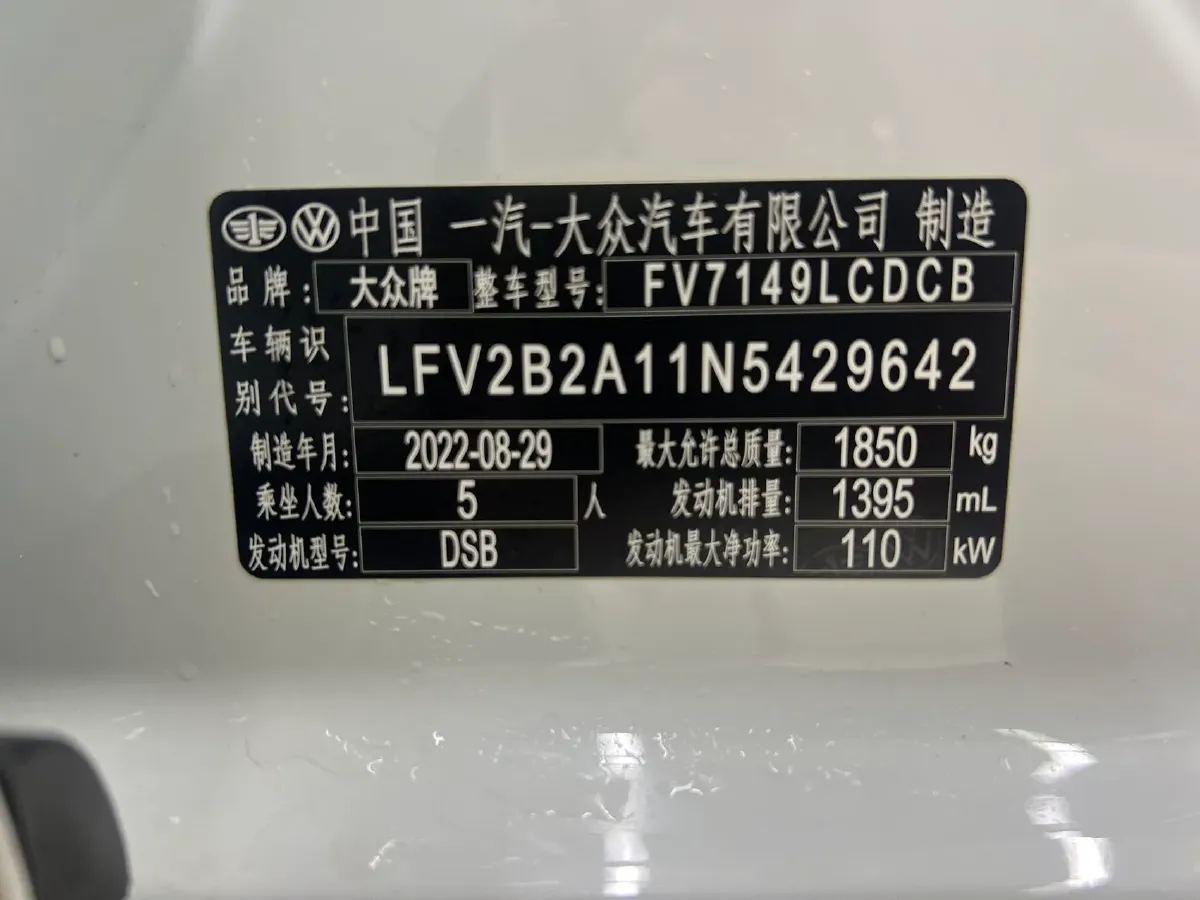 中国 一汽-大众汽车有限公司 制造
品牌: 大众牌 整车型号: FV7149LCDCB
车辆识别代号: LFV2B2A11N5429642
制造年月: 2022-08-29 最大允许总质量: 1850 kg
乘坐人数: 5 人 发动机排量: 1395 mL
发动机型号: DSB 发动机最大净功率: 110 kW